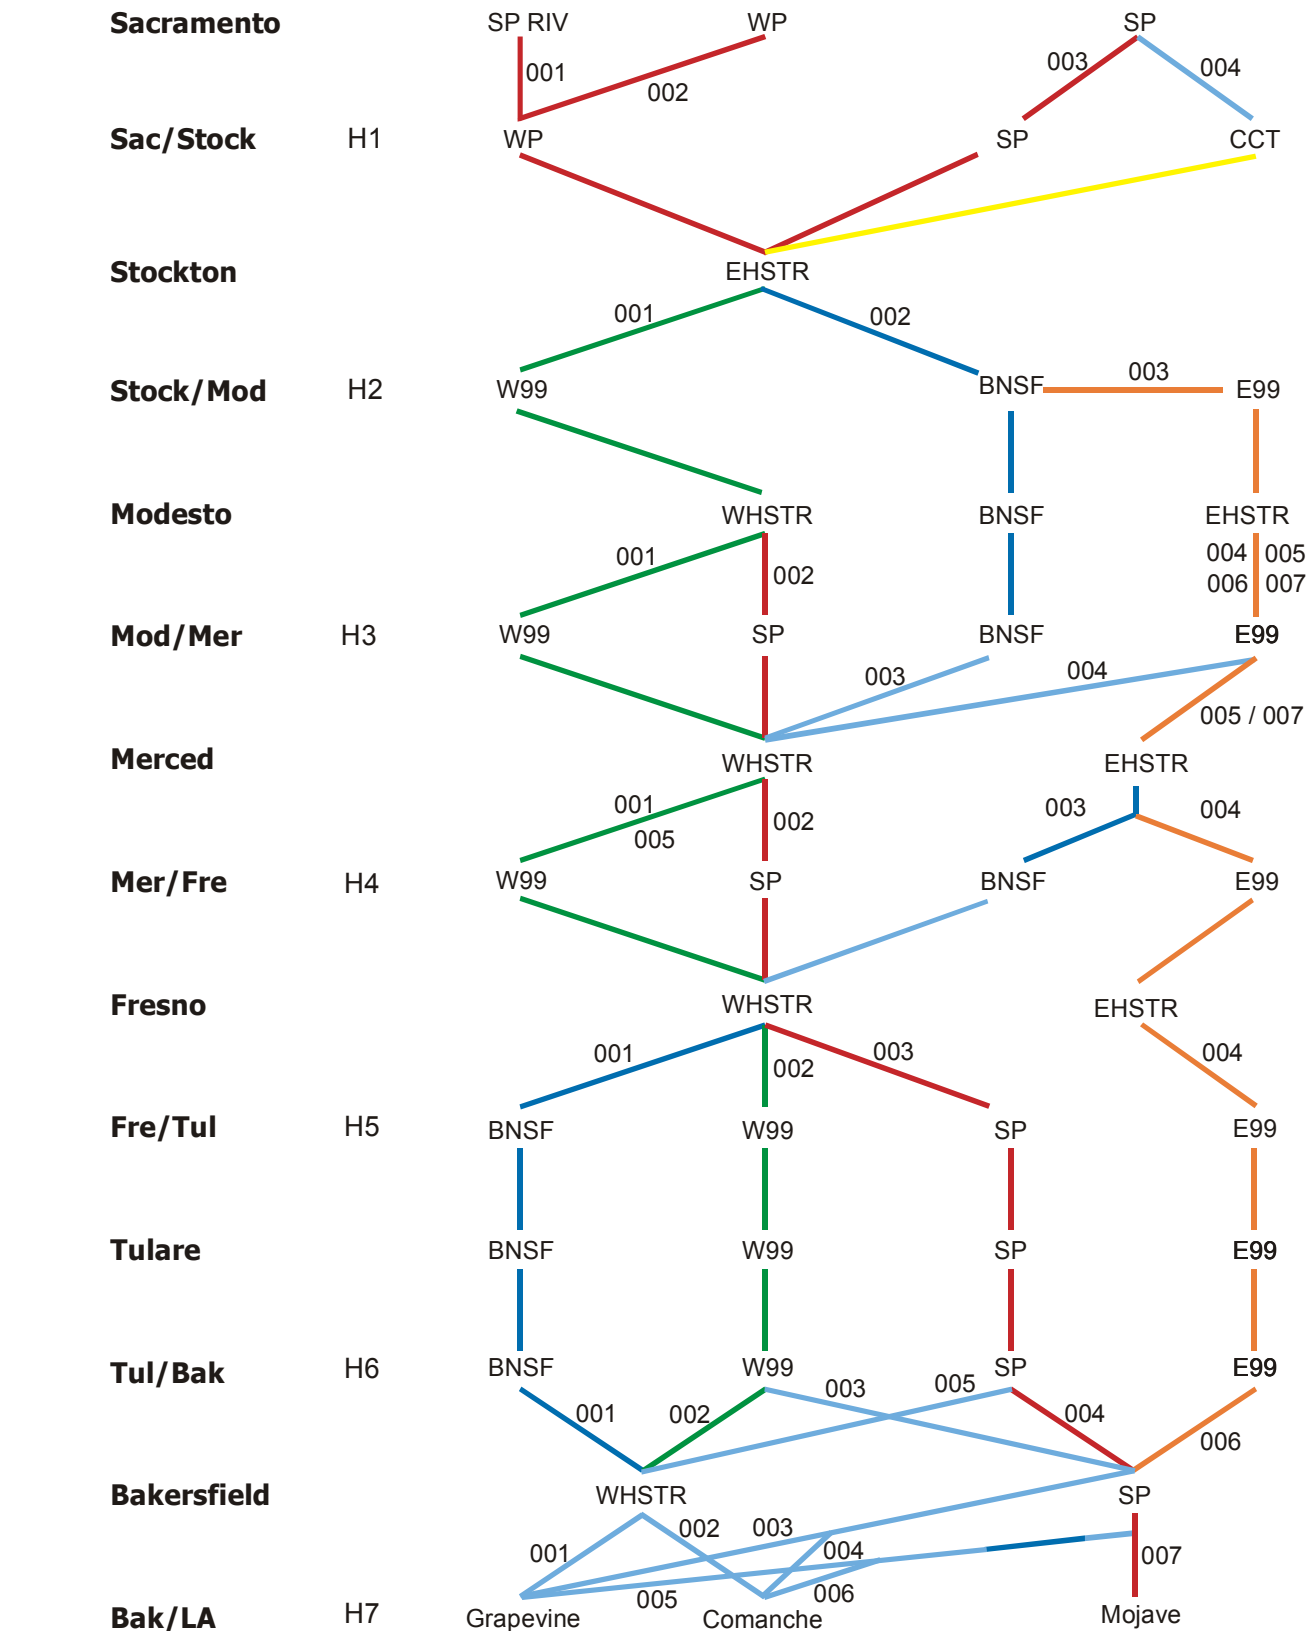 Sacramento SP RIV WP SP
001 002 003 004
Sac/Stock H1 WP SP CCT
Stockton EHSTR
001 002
Stock/Mod H2 W99 BNSF 003 E99
Modesto WHSTR BNSF EHSTR
001 002 004 005
006 007
Mod/Mer H3 W99 SP BNSF E99
003 004
005 / 007
Merced WHSTR EHSTR
001 002 003 004
005
Mer/Fre H4 W99 SP BNSF E99
Fresno WHSTR EHSTR
001 002 003 004
Fre/Tul H5 BNSF W99 SP E99
Tulare BNSF W99 SP E99
Tul/Bak H6 BNSF W99 SP E99
001 002 003 005 004 006
Bakersfield WHSTR SP
001 002 003 004 007
005 006
Bak/LA H7 Grapevine Comanche Mojave